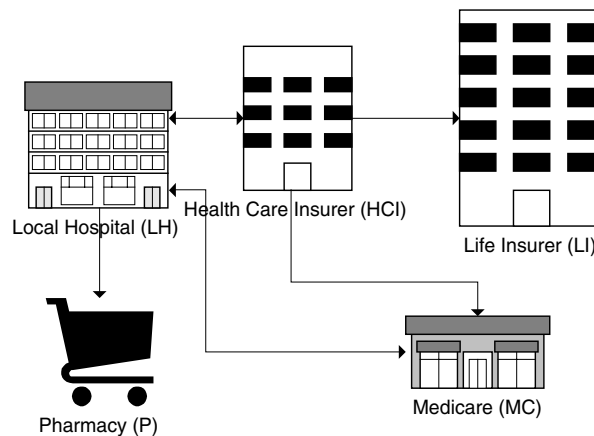 Local Hospital (LH)
Health Care Insurer (HCI)
Life Insurer (LI)
Pharmacy (P)
Medicare (MC)